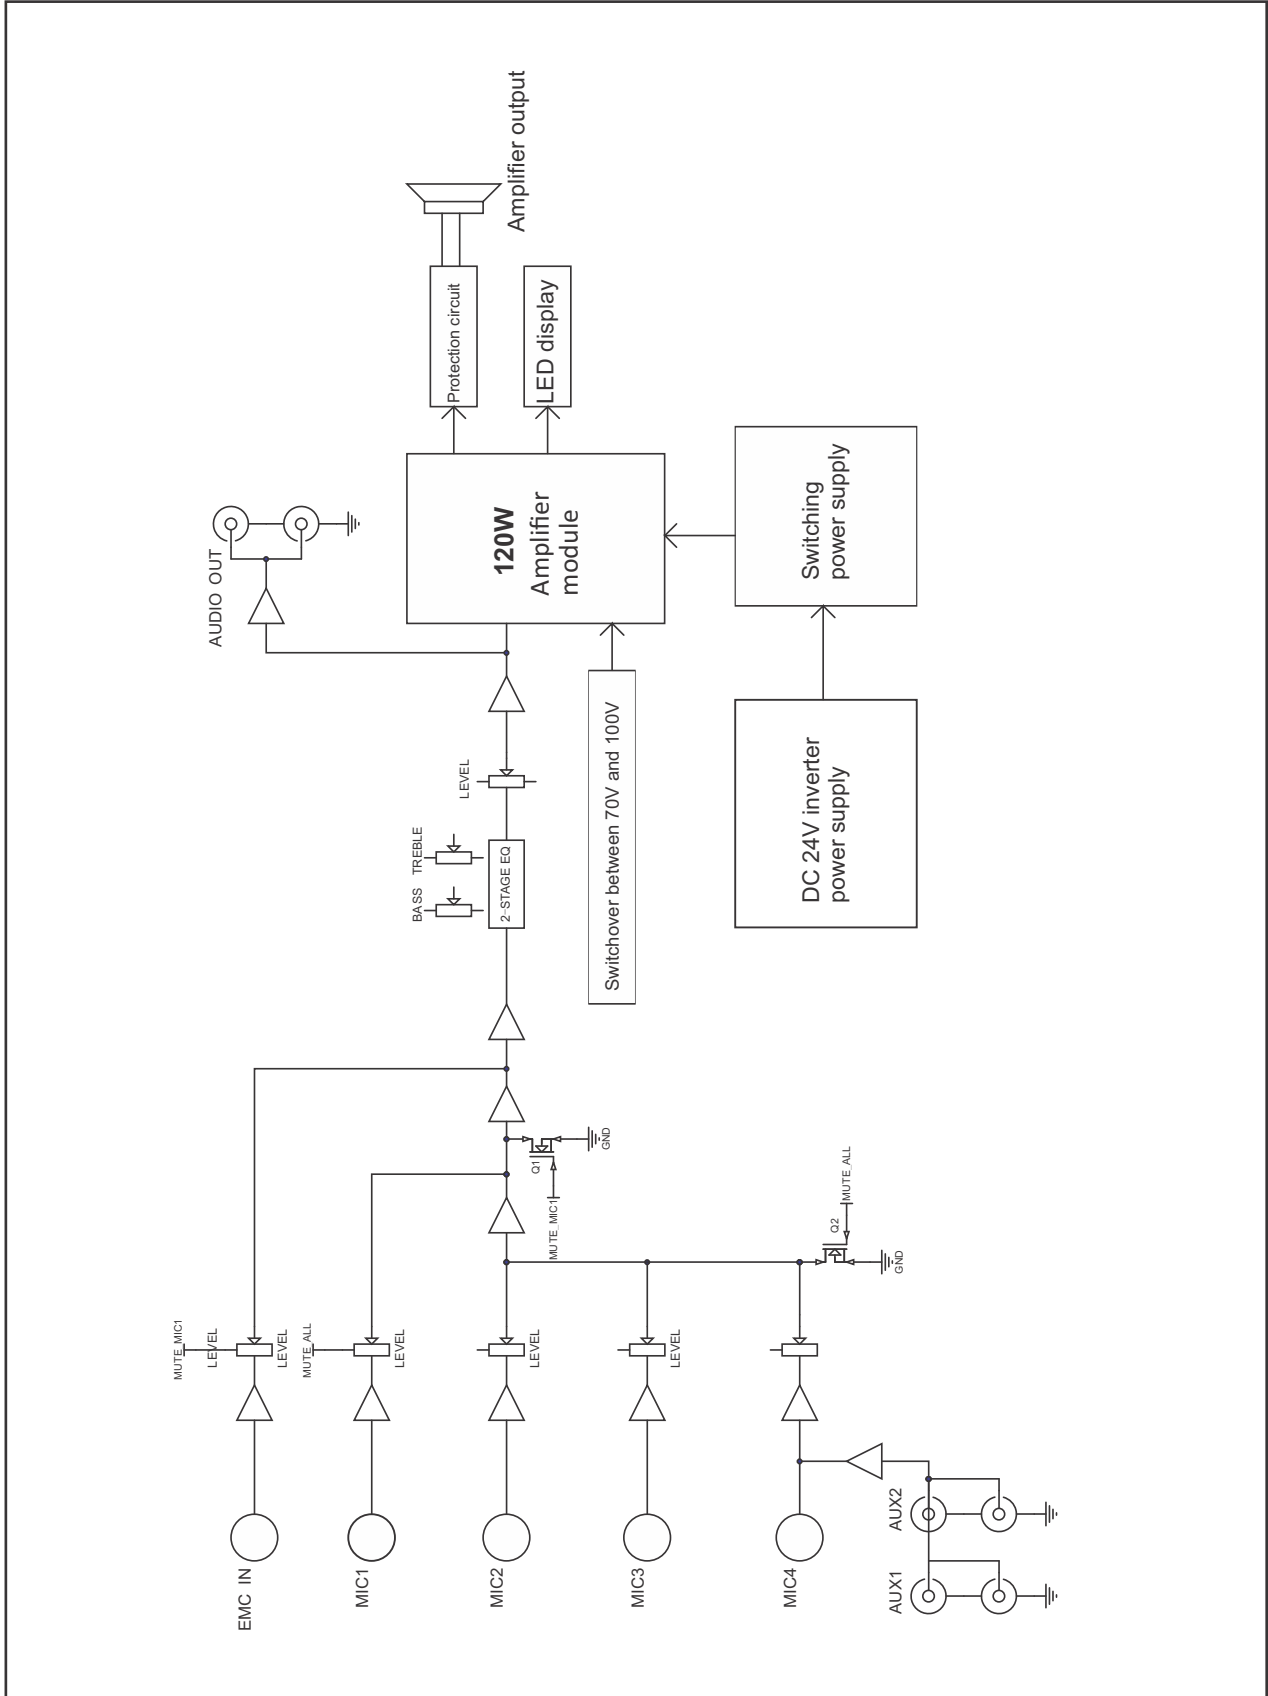 EMC IN
MIC1
MIC2
MIC3
MIC4
AUX1
AUX2
MUTE_MIC1
LEVEL
LEVEL
MUTE_ALL
LEVEL
LEVEL
LEVEL
Q2
MUTE_ALL
GND
Q1
MUTE_MIC1
GND
BASS
TREBLE
2-STAGE EQ
LEVEL
AUDIO OUT
120W
Amplifier
module
Switchover between 70V and 100V
DC 24V inverter
power supply
Switching
power supply
Protection circuit
LED display
Amplifier output